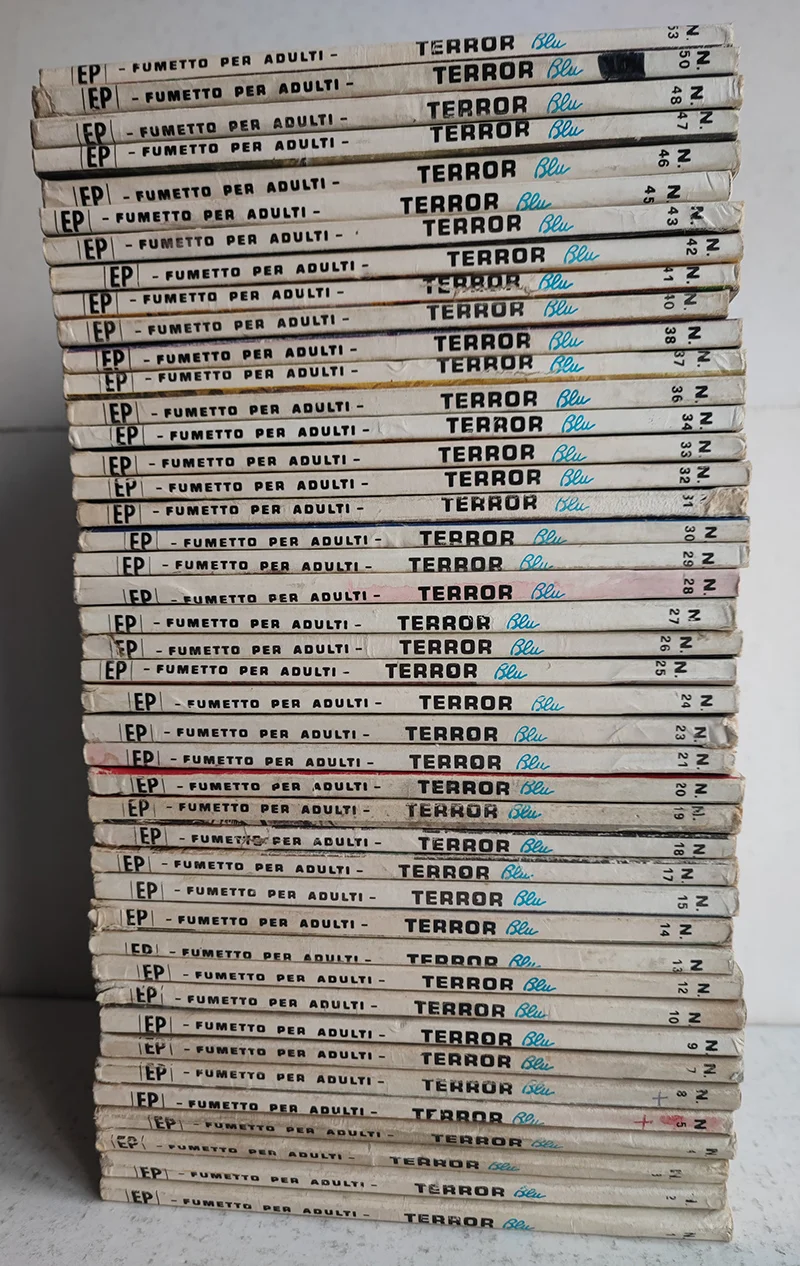 EP - FUMETTO PER ADULTI - TERROR Blu N. 53
EP - FUMETTO PER ADULTI - TERROR Blu N. 50
EP - FUMETTO PER ADULTI - TERROR Blu N. 48
EP - FUMETTO PER ADULTI - TERROR Blu N. 47
EP - FUMETTO PER ADULTI - TERROR Blu N. 46
EP - FUMETTO PER ADULTI - TERROR Blu N. 45
EP - FUMETTO PER ADULTI - TERROR Blu N. 43
EP - FUMETTO PER ADULTI - TERROR Blu N. 42
EP - FUMETTO PER ADULTI - TERROR Blu N. 41
EP - FUMETTO PER ADULTI - TERROR Blu N. 40
EP - FUMETTO PER ADULTI - TERROR Blu N. 38
EP - FUMETTO PER ADULTI - TERROR Blu N. 37
EP - FUMETTO PER ADULTI - TERROR Blu N. 36
EP - FUMETTO PER ADULTI - TERROR Blu N. 34
EP - FUMETTO PER ADULTI - TERROR Blu N. 33
EP - FUMETTO PER ADULTI - TERROR Blu N. 32
EP - FUMETTO PER ADULTI - TERROR Blu N. 31
EP - FUMETTO PER ADULTI - TERROR Blu N. 30
EP - FUMETTO PER ADULTI - TERROR Blu N. 29
EP - FUMETTO PER ADULTI - TERROR Blu N. 28
EP - FUMETTO PER ADULTI - TERROR Blu N. 27
EP - FUMETTO PER ADULTI - TERROR Blu N. 26
EP - FUMETTO PER ADULTI - TERROR Blu N. 25
EP - FUMETTO PER ADULTI - TERROR Blu N. 24
EP - FUMETTO PER ADULTI - TERROR Blu N. 23
EP - FUMETTO PER ADULTI - TERROR Blu N. 21
EP - FUMETTO PER ADULTI - TERROR Blu N. 20
EP - FUMETTO PER ADULTI - TERROR Blu N. 19
EP - FUMETTO PER ADULTI - TERROR Blu N. 18
EP - FUMETTO PER ADULTI - TERROR Blu N. 17
EP - FUMETTO PER ADULTI - TERROR Blu N. 15
EP - FUMETTO PER ADULTI - TERROR Blu N. 14
EP - FUMETTO PER ADULTI - TERROR Blu N. 13
EP - FUMETTO PER ADULTI - TERROR Blu N. 12
EP - FUMETTO PER ADULTI - TERROR Blu N. 10
EP - FUMETTO PER ADULTI - TERROR Blu N. 9
EP - FUMETTO PER ADULTI - TERROR Blu N. 7
EP - FUMETTO PER ADULTI - TERROR Blu N. 8
EP - FUMETTO PER ADULTI - TERROR Blu N. 5
EP - FUMETTO PER ADULTI - TERROR Blu N. 4
EP - FUMETTO PER ADULTI - TERROR Blu N. 3
EP - FUMETTO PER ADULTI - TERROR Blu N. 2
EP - FUMETTO PER ADULTI - TERROR Blu N. 1